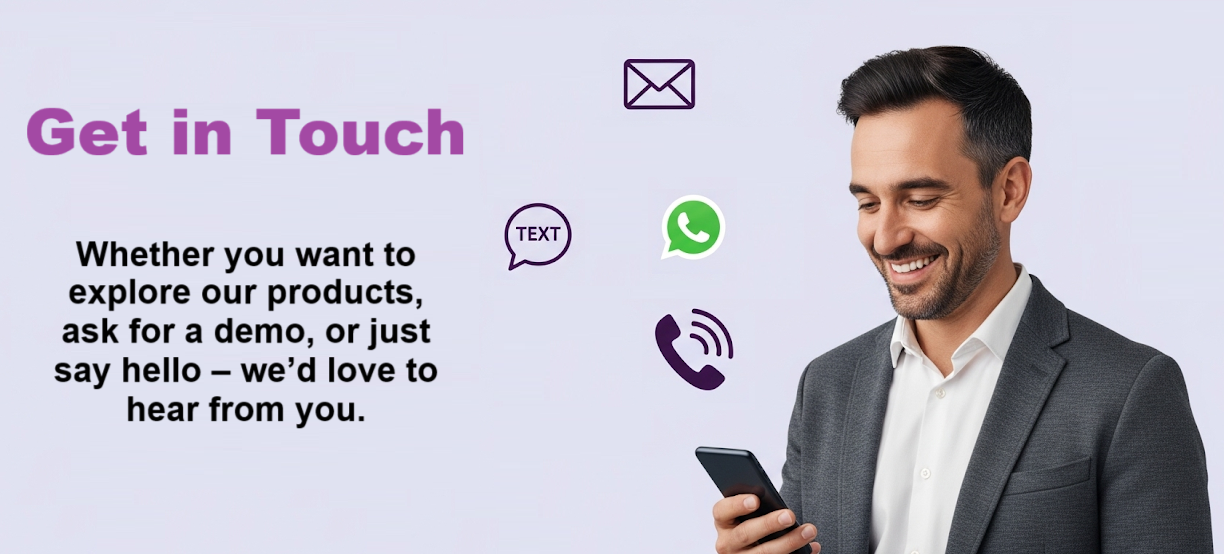 Get in Touch
Whether you want to
explore our products,
ask for a demo, or just
say hello – we’d love to
hear from you.
TEXT